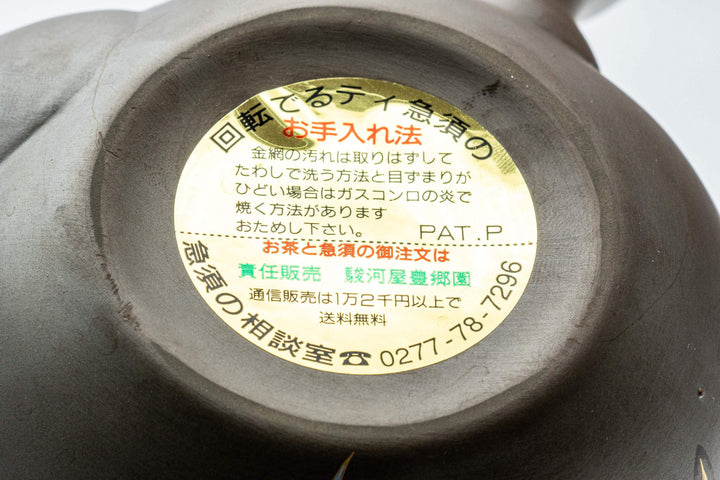 回転でるティ急須の
お手入れ法
金網の汚れは取りはずして
たわしで洗う方法と目ずまりが
ひどい場合はガスコンロの炎で
焼く方法があります
おためし下さい。 PAT.P
お茶と急須の御注文は
責任販売 駿河屋豊郷園
通信販売は1万2千円以上で
送料無料
急須の相談室☎0277-78-7296